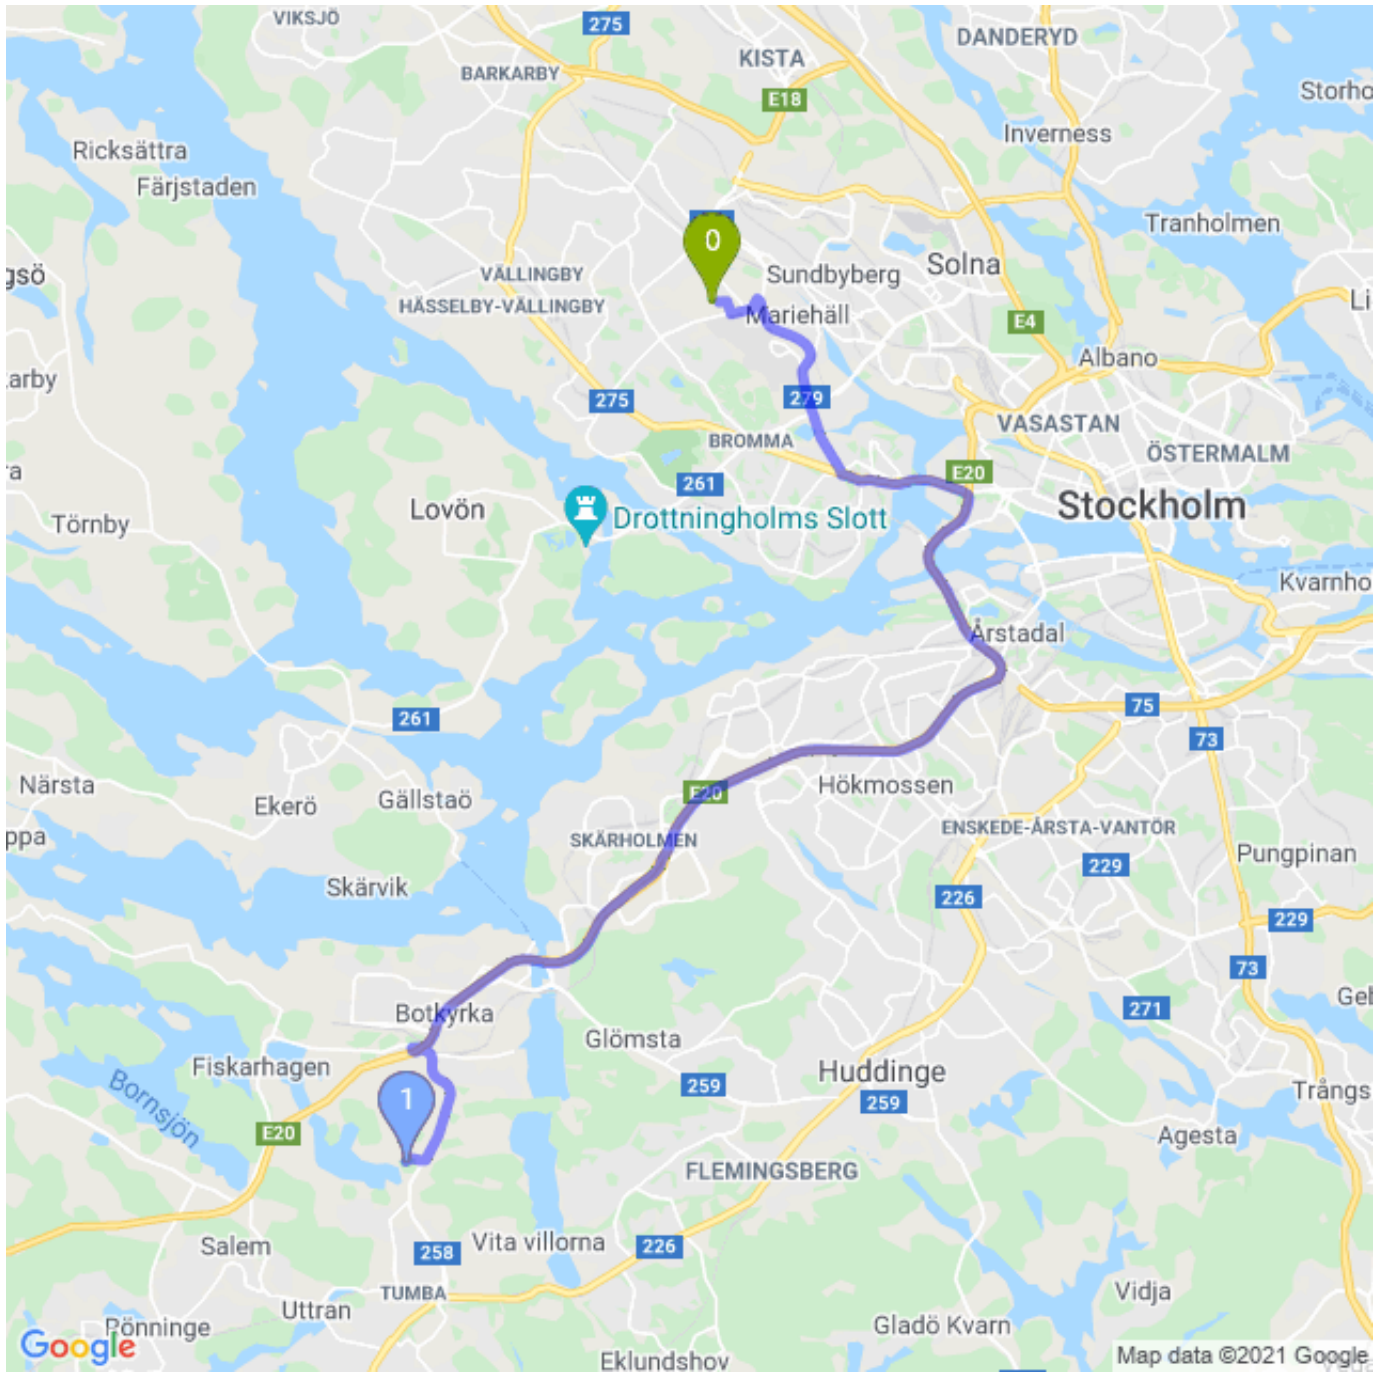 VIKSJÖ
275
DANDERYD
KISTA
BARKARBY
Storho
E18
Inverness
Ricksättra
Färjstaden
Tranholmen
0
Solna
Sundbyberg
VÄLLINGBY
gsö
HÄSSELBY-VÄLLINGBY
Mariehäll
Li
E4
Albano
arby
279
275
VASASTAN
BROMMA
ÖSTERMALM
ra
E20
261
Lovön
Stockholm
Drottningholms Slott
Törnby
Kvarnho
Årstadal
261
75
73
Närsta
Hökmossen
E20
Ekerö
Gällstaö
ppa
SKÄRHOLMEN
ENSKEDE-ÅRSTA-VANTÖR
Pungpinan
229
Skärvik
226
229
73
Geb
Botkyrka
271
Glömsta
Fiskarhagen
Huddinge
Bornsjön
259
259
Trångs
1
E20
Agesta
FLEMINGSBERG
Salem
Vita villorna
226
258
TUMBA
Vidja
Uttran
Rönninge
Gladö Kvarn
Google
Eklundshov
Map data ©2021 Google